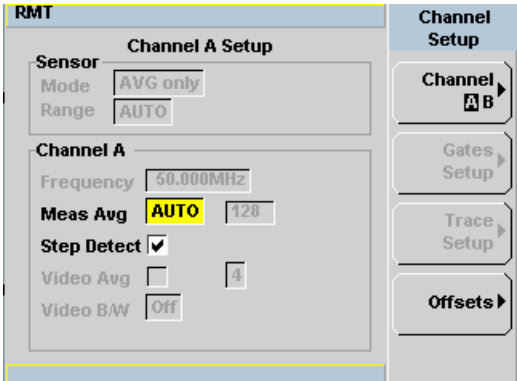 RMT
Channel A Setup
Sensor
Mode AVG only
Range AUTO
Channel A
Frequency 50.000MHz
Meas Avg AUTO 128
Step Detect
Video Avg 4
Video B/W Off
Channel
Setup
Channel
A B
Gates
Setup
Trace
Setup
Offsets